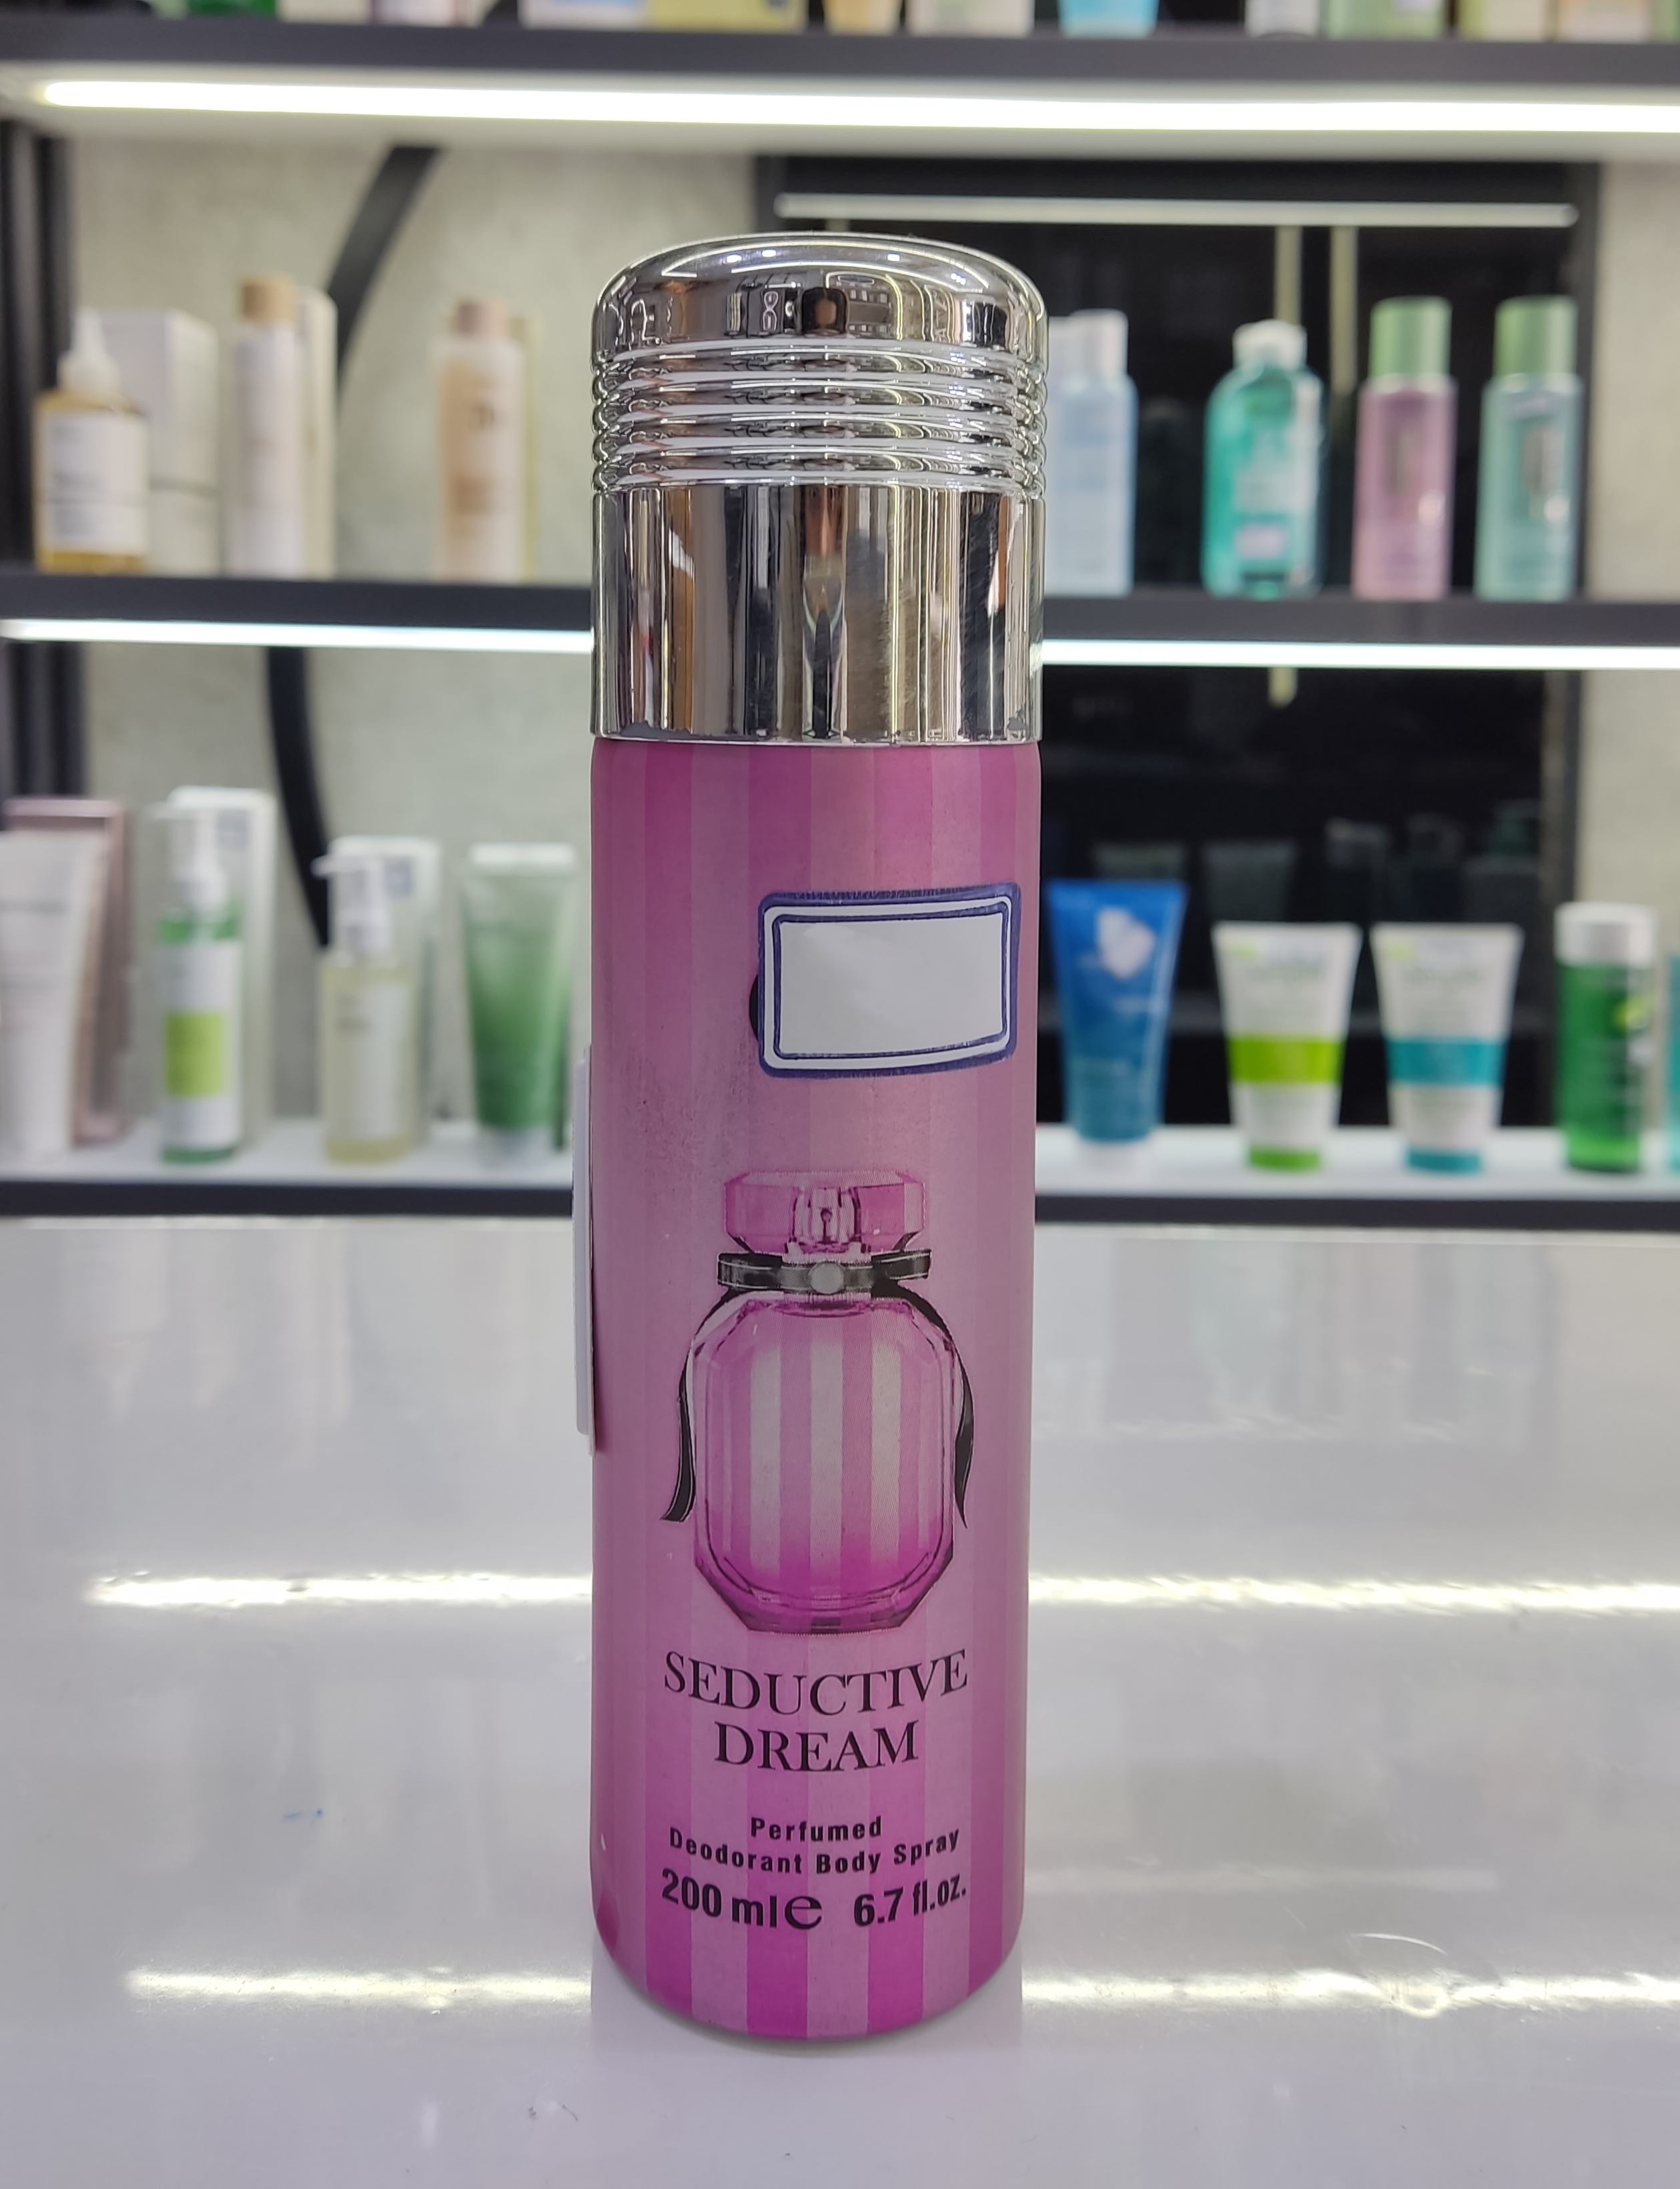 SEDUCTIVE
DREAM
Perfumed
Deodorant Body Spray
200 ml e 6.7 fl.oz.